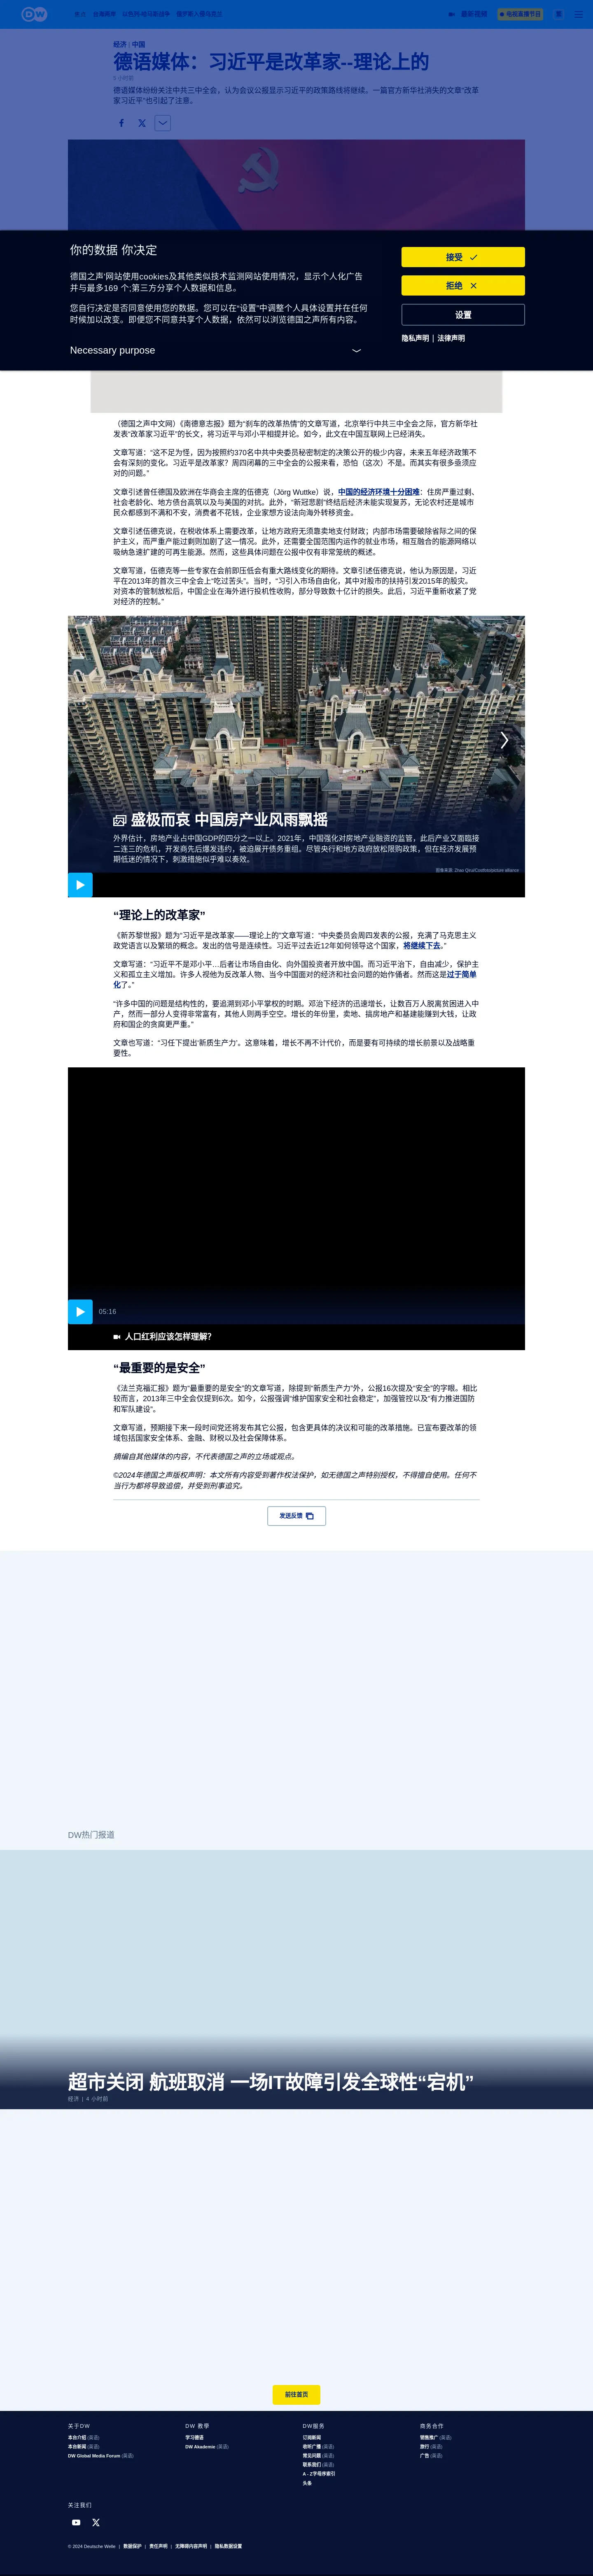 DW
最新视频
电视直播节目
繁
经济 | 中国
德语媒体：习近平是改革家--理论上的
德语媒体纷纷关注中共三中全会，认为会议公报显示习近平的政策路线将继续。一篇官方新华社消失的文章“改革
家习近平”也引起了注意。
你的数据 你决定
德国之声'网站使用cookies及其他类似技术监测网站使用情况，显示个人化广告
并与最多169 个;第三方分享个人数据和信息。
您自行决定是否同意使用您的数据。您可以在“设置”中调整个人具体设置并在任何
时候加以改变。即便您不同意共享个人数据，依然可以浏览德国之声所有内容。
Necessary purpose
接受
拒绝
设置
隐私声明 | 法律声明
（德国之声中文网）《南德意志报》题为“刹车的改革热情”的文章写道，北京举行中共三中全会之际，官方新华社
发表“改革家习近平”的长文，将习近平与邓小平相提并论。如今，此文在中国互联网上已经消失。
文章写道：“这不足为怪，因为按照约370名中共中央委员秘密制定的决策公开的极少内容，未来五年经济政策不
会有深刻的变化。习近平是改革家？周四闭幕的三中全会的公报来看，恐怕（这次）不是。而其实有很多亟须应
对的问题。”
文章引述曾任德国及欧洲在华商会主席的伍德克（Jörg Wuttke）说，中国的经济环境十分困难：住房严重过剩、
社会老龄化、地方债台高筑以及与美国的对抗。此外，“新冠悲剧”终结后经济未能实现复苏。无论农村还是城市
民众都感到不满和不安，消费者不花钱，企业家想方设法向海外转移资金。
文章引述伍德克说，在税收体系上需要改革，让地方政府无须靠卖地支付财政；内部市场需要破除省际之间的保
护主义，而严重产能过剩则加剧了这一情况。此外，还需要全国范围内运作的就业市场，相互融合的能源网络以
吸纳急速扩建的可再生能源。然而，这些具体问题在公报中仅有非常笼统的概述。
文章写道，伍德克等一些专家在会前即压低会有重大路线变化的期待。文章引述伍德克说，他认为原因是，习近
平在2013年的首次三中全会上“吃过苦头”。当时，“习引入市场自由化，其中对股市的扶持引发2015年的股灾。
对资本的管制放松后，中国企业在海外进行投机性收购，部分导致数十亿计的损失。此后，习近平重新收紧了党
对经济的控制。”
盛极而哀 中国房产业风雨飘摇
外界估计，房地产业占中国GDP的四分之一以上。2021年，中国强化对房地产业融资的监管，此后产业又面临接
二连三的危机，开发商先后爆发违约，被迫展开债务重组。尽管央行和地方政府放松限购政策，但在经济发展预
期低迷的情况下，刺激措施似乎难以奏效。
图像来源: Zhao Qirui/Costfoto/picture alliance
“理论上的改革家”
《新苏黎世报》题为“习近平是改革家——理论上的”文章写道：“中央委员会周四发表的公报，充满了马克思主义
政党语言以及繁琐的概念。发出的信号是连续性。习近平过去近12年如何领导这个国家，将继续下去。”
文章写道：“习近平不是邓小平…后者让市场自由化、向外国投资者开放中国。而习近平治下，自由减少，保护主
义和孤立主义增加。许多人视他为反改革人物、当今中国面对的经济和社会问题的始作俑者。然而这是过于简单
化了。”
“许多中国的问题是结构性的，要追溯到邓小平掌权的时期。邓治下经济的迅速增长，让数百万人脱离贫困进入中
产，然而一部分人变得非常富有，其他人则两手空空。增长的年份里，卖地、搞房地产和基建能赚到大钱，让政
府和国企的贪腐更严重。”
文章也写道：“习任下提出‘新质生产力’。这意味着，增长不再不计代价，而是要有可持续的增长前景以及战略重
要性。
05:16
人口红利应该怎样理解？
“最重要的是安全”
《法兰克福汇报》题为“最重要的是安全”的文章写道，除提到“新质生产力”外，公报16次提及“安全”的字眼。相比
较而言，2013年三中全会仅提到6次。如今，公报强调“维护国家安全和社会稳定”，加强管控以及“有力推进国防
和军队建设”。
文章写道，预期接下来一段时间党还将发布其它公报，包含更具体的决议和可能的改革措施。已宣布要改革的领
域包括国家安全体系、金融、财税以及社会保障体系。
摘编自其他媒体的内容，不代表德国之声的立场或观点。
©2024年德国之声版权声明：本文所有内容受到著作权法保护，如无德国之声特别授权，不得擅自使用。任何不
当行为都将导致追偿，并受到刑事追究。
发送反馈
DW热门报道
超市关闭 航班取消 一场IT故障引发全球性“宕机”
经济 | 4 小时前
前往首页
关于DW
本台介绍 (英语)
本台新闻 (英语)
DW Global Media Forum (英语)
DW 教學
学习德语
DW Akademie (英语)
DW服务
订阅新闻
收听广播 (英语)
常见问题 (英语)
联系我们 (英语)
A - Z字母序索引
头条
商务合作
销售推广 (英语)
旅行 (英语)
广告 (英语)
关注我们
© 2024 Deutsche Welle | 数据保护 | 责任声明 | 无障碍内容声明 | 隐私数据设置